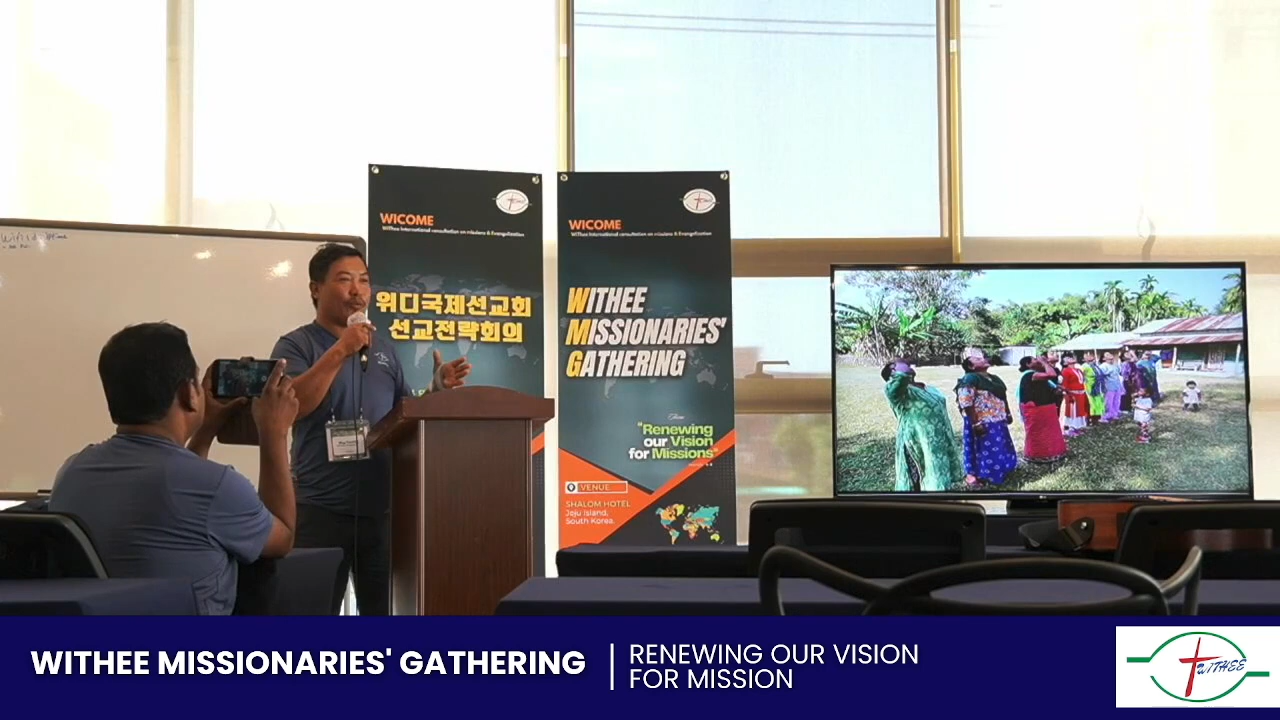 WICOME
WiThee International consultation on missions & Evangelization
위디국제선교회
선교전략회의
WICOME
WiThee International consultation on missions & Evangelization
WITHEE
MISSIONARIES'
GATHERING
Theme
"Renewing
our Vision
for Missions"
VENUE
SHALOM HOTEL
Jeju Island,
South Korea.
WITHEE MISSIONARIES' GATHERING
RENEWING OUR VISION
FOR MISSION
WITHEE